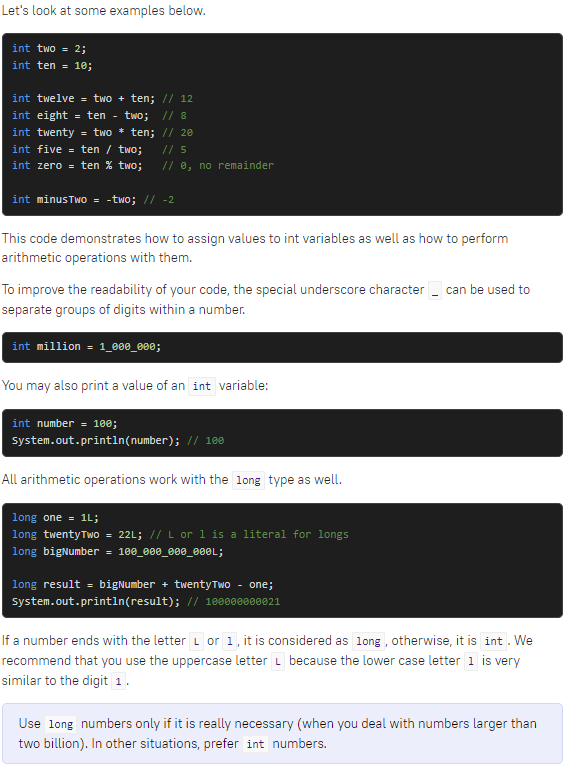 Let's look at some examples below.
int two = 2;
int ten = 10;
int twelve = two + ten; // 12
int eight = ten - two;  // 8
int twenty = two * ten; // 20
int five = ten / two;   // 5
int zero = ten % two;   // 0, no remainder
int minusTwo = -two; // -2
This code demonstrates how to assign values to int variables as well as how to perform
arithmetic operations with them.
To improve the readability of your code, the special underscore character _ can be used to
separate groups of digits within a number.
int million = 1_000_000;
You may also print a value of an int variable:
int number = 100;
System.out.println(number); // 100
All arithmetic operations work with the long type as well.
long one = 1L;
long twentyTwo = 22L; // L or l is a literal for longs
long bigNumber = 100_000_000_000L;
long result = bigNumber + twentyTwo - one;
System.out.println(result); // 100000000021
If a number ends with the letter L or l, it is considered as long, otherwise, it is int. We
recommend that you use the uppercase letter L because the lower case letter l is very
similar to the digit 1.
Use long numbers only if it is really necessary (when you deal with numbers larger than
two billion). In other situations, prefer int numbers.